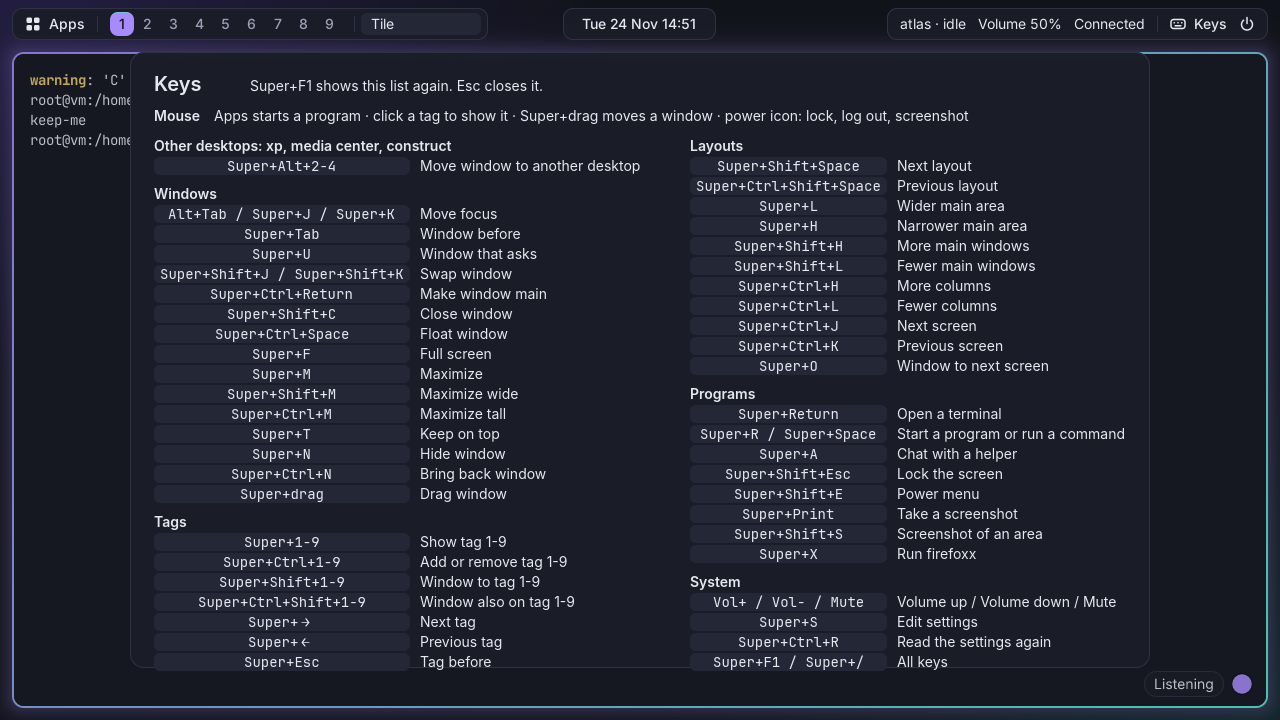 Apps 1 2 3 4 5 6 7 8 9 Tile Tue 24 Nov 14:51 atlas · idle Volume 50% Connected Keys
warning: 'C'
root@vm:/home
keep-me
root@vm:/home
Keys Super+F1 shows this list again. Esc closes it.
Mouse Apps starts a program · click a tag to show it · Super+drag moves a window · power icon: lock, log out, screenshot
Other desktops: xp, media center, construct
Super+Alt+2-4 Move window to another desktop
Windows
Alt+Tab / Super+J / Super+K Move focus
Super+Tab Window before
Super+U Window that asks
Super+Shift+J / Super+Shift+K Swap window
Super+Ctrl+Return Make window main
Super+Shift+C Close window
Super+Ctrl+Space Float window
Super+F Full screen
Super+M Maximize
Super+Shift+M Maximize wide
Super+Ctrl+M Maximize tall
Super+T Keep on top
Super+N Hide window
Super+Ctrl+N Bring back window
Super+drag Drag window
Tags
Super+1-9 Show tag 1-9
Super+Ctrl+1-9 Add or remove tag 1-9
Super+Shift+1-9 Window to tag 1-9
Super+Ctrl+Shift+1-9 Window also on tag 1-9
Super+→ Next tag
Super+← Previous tag
Super+Esc Tag before
Layouts
Super+Shift+Space Next layout
Super+Ctrl+Shift+Space Previous layout
Super+L Wider main area
Super+H Narrower main area
Super+Shift+H More main windows
Super+Shift+L Fewer main windows
Super+Ctrl+H More columns
Super+Ctrl+L Fewer columns
Super+Ctrl+J Next screen
Super+Ctrl+K Previous screen
Super+O Window to next screen
Programs
Super+Return Open a terminal
Super+R / Super+Space Start a program or run a command
Super+A Chat with a helper
Super+Shift+Esc Lock the screen
Super+Shift+E Power menu
Super+Print Take a screenshot
Super+Shift+S Screenshot of an area
Super+X Run firefoxx
System
Vol+ / Vol- / Mute Volume up / Volume down / Mute
Super+S Edit settings
Super+Ctrl+R Read the settings again
Super+F1 / Super+/ All keys
Listening